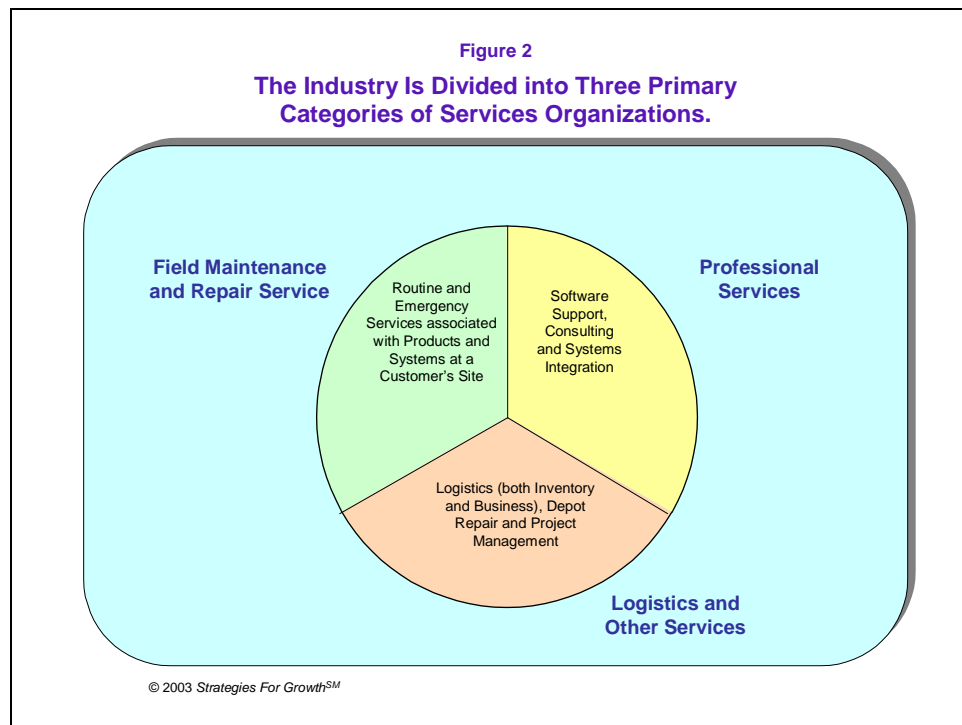 Figure 2
The Industry Is Divided into Three Primary
Categories of Services Organizations.
Field Maintenance
and Repair Service
Routine and
Emergency
Services associated
with Products and
Systems at a
Customer's Site
Software
Support,
Consulting
and Systems
Integration
Professional
Services
Logistics (both Inventory
and Business), Depot
Repair and Project
Management
Logistics and
Other Services
© 2003 Strategies For Growth℠